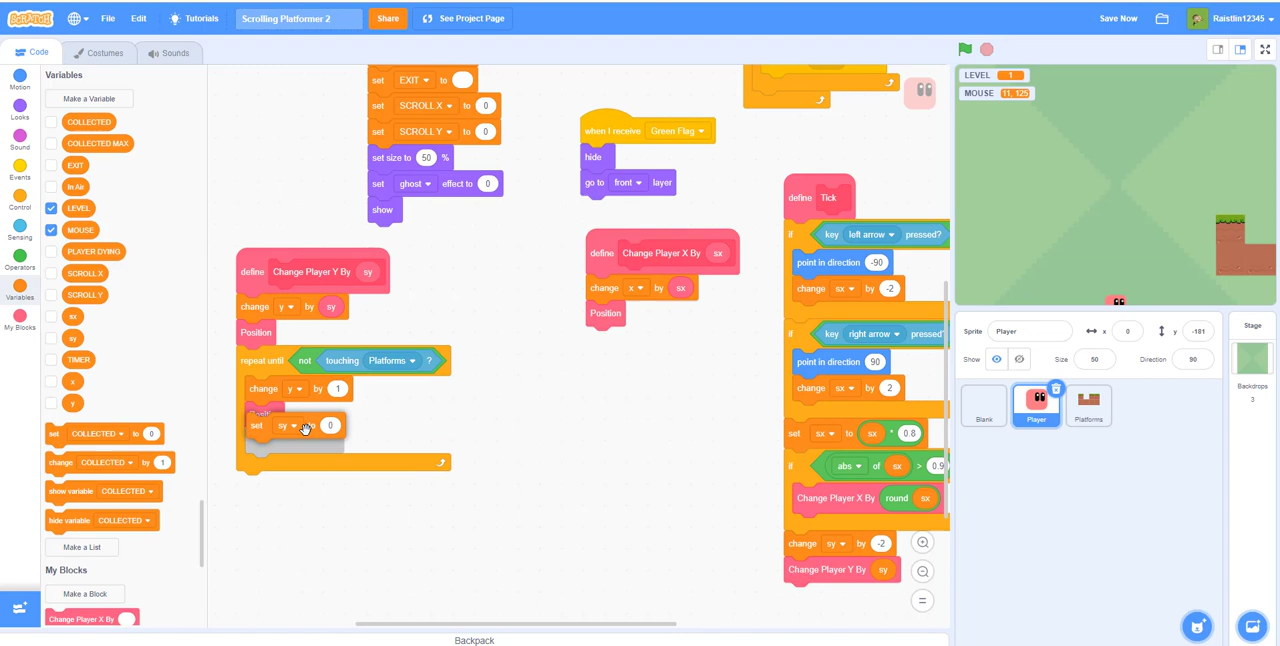 SCRATCH File Edit Tutorials Scrolling Platformer 2 Share See Project Page Save Now Raistlin12345
Code Costumes Sounds
Variables
Make a Variable
COLLECTED
COLLECTED MAX
EXIT
In Air
LEVEL
MOUSE
PLAYER DYING
SCROLL X
SCROLL Y
sx
sy
TIMER
x
y
set COLLECTED to 0
change COLLECTED by 1
show variable COLLECTED
hide variable COLLECTED
Make a List
My Blocks
Make a Block
Change Player X By
Motion
Looks
Sound
Events
Control
Sensing
Operators
Variables
My Blocks
set EXIT to
set SCROLL X to 0
set SCROLL Y to 0
set size to 50 %
set ghost effect to 0
show
define Change Player Y By sy
change y by sy
Position
repeat until not touching Platforms ?
change y by 1
set sy to 0
when I receive Green Flag
hide
go to front layer
define Change Player X By sx
change x by sx
Position
define Tick
if key left arrow pressed?
point in direction -90
change sx by -2
if key right arrow pressed?
point in direction 90
change sx by 2
set sx to sx * 0.8
if abs of sx > 0.9
Change Player X By round sx
change sy by -2
Change Player Y By sy
Backpack
LEVEL 1
MOUSE 11, 125
Sprite Player x 0 y -181
Show Size 50 Direction 90
Blank
Player
Platforms
Stage
Backdrops
3